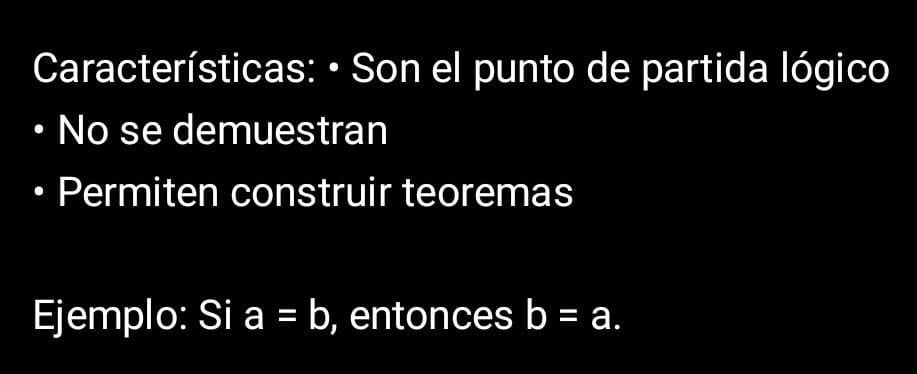 Características: • Son el punto de partida lógico
• No se demuestran
• Permiten construir teoremas
Ejemplo: Si a = b, entonces b = a.